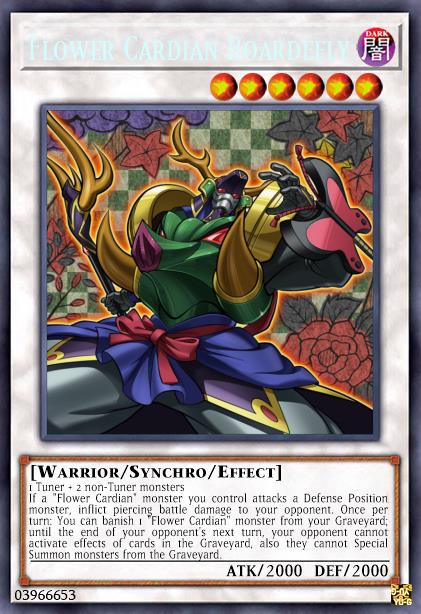 Flower Cardian Boardefly
DARK
闇
[Warrior/Synchro/Effect]
1 Tuner + 2 non-Tuner monsters
If a "Flower Cardian" monster you control attacks a Defense Position
monster, inflict piercing battle damage to your opponent. Once per
turn: You can banish 1 "Flower Cardian" monster from your Graveyard;
until the end of your opponent's next turn, your opponent cannot
activate effects of cards in the Graveyard, also they cannot Special
Summon monsters from the Graveyard.
ATK/2000 DEF/2000
03966653